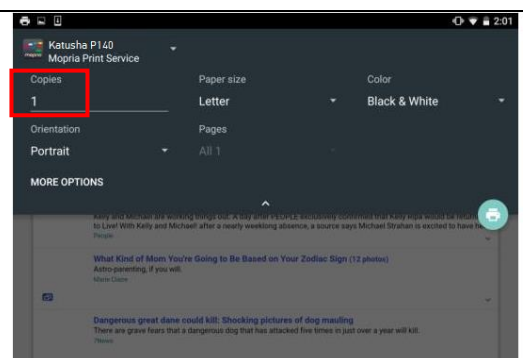 2:01
Katusha P140
mopria Mopria Print Service
Copies Paper size Color
1 Letter Black & White
Orientation Pages
Portrait All 1
MORE OPTIONS
Kelly and Michael are working things out. A day after PEOPLE exclusively confirmed that Kelly Ripa would be return
to Live! With Kelly and Michael! after a nearly weeklong absence, a source says Michael Strahan is excited to have he
People
What Kind of Mom You're Going to Be Based on Your Zodiac Sign (12 photos)
Astro-parenting, if you will.
Marie Claire
Dangerous great dane could kill: Shocking pictures of dog mauling
There are grave fears that a dangerous dog that has attacked five times in just over a year will kill.
7News